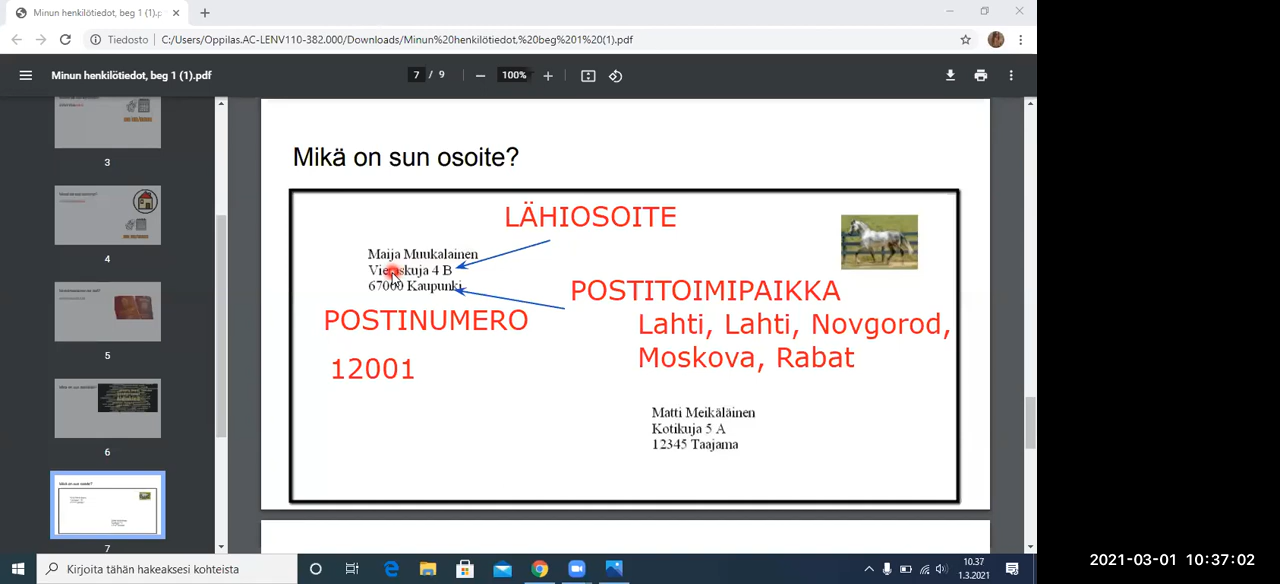 Minun henkilötiedot, beg 1 (1).p
Tiedosto
C:/Users/Oppilas.AC-LENV110-382.000/Downloads/Minun%20henkilötiedot,%20beg%201%20(1).pdf
Minun henkilötiedot, beg 1 (1).pdf
7 / 9
100%
3
4
5
6
7
Mikä on sun osoite?
LÄHIOSOITE
Maija Muukalainen
Vieraskuja 4 B
67000 Kaupunki
POSTITOIMIPAIKKA
POSTINUMERO
Lahti, Lahti, Novgorod,
Moskova, Rabat
12001
Matti Meikäläinen
Kotikuja 5 A
12345 Taajama
Kirjoita tähän hakeaksesi kohteista
10.37
1.3.2021
2021-03-01 10:37:02